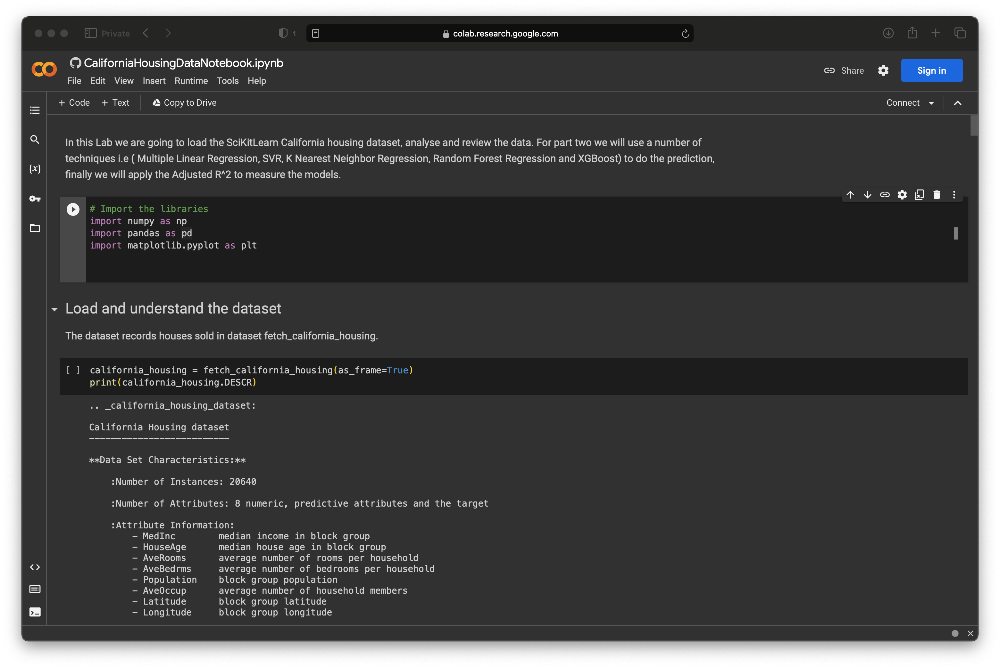 Private
1
colab.research.google.com
CaliforniaHousingDataNotebook.ipynb
File Edit View Insert Runtime Tools Help
Share
Sign in
+ Code + Text Copy to Drive
Connect
In this Lab we are going to load the SciKitLearn California housing dataset, analyse and review the data. For part two we will use a number of
techniques i.e ( Multiple Linear Regression, SVR, K Nearest Neighbor Regression, Random Forest Regression and XGBoost) to do the prediction,
finally we will apply the Adjusted R^2 to measure the models.
{x}
# Import the libraries
import numpy as np
import pandas as pd
import matplotlib.pyplot as plt
Load and understand the dataset
The dataset records houses sold in dataset fetch_california_housing.
[ ] california_housing = fetch_california_housing(as_frame=True)
print(california_housing.DESCR)
.. _california_housing_dataset:
California Housing dataset
--------------------------
**Data Set Characteristics:**
:Number of Instances: 20640
:Number of Attributes: 8 numeric, predictive attributes and the target
:Attribute Information:
- MedInc        median income in block group
- HouseAge      median house age in block group
- AveRooms      average number of rooms per household
- AveBedrms     average number of bedrooms per household
- Population    block group population
- AveOccup      average number of household members
- Latitude      block group latitude
- Longitude     block group longitude